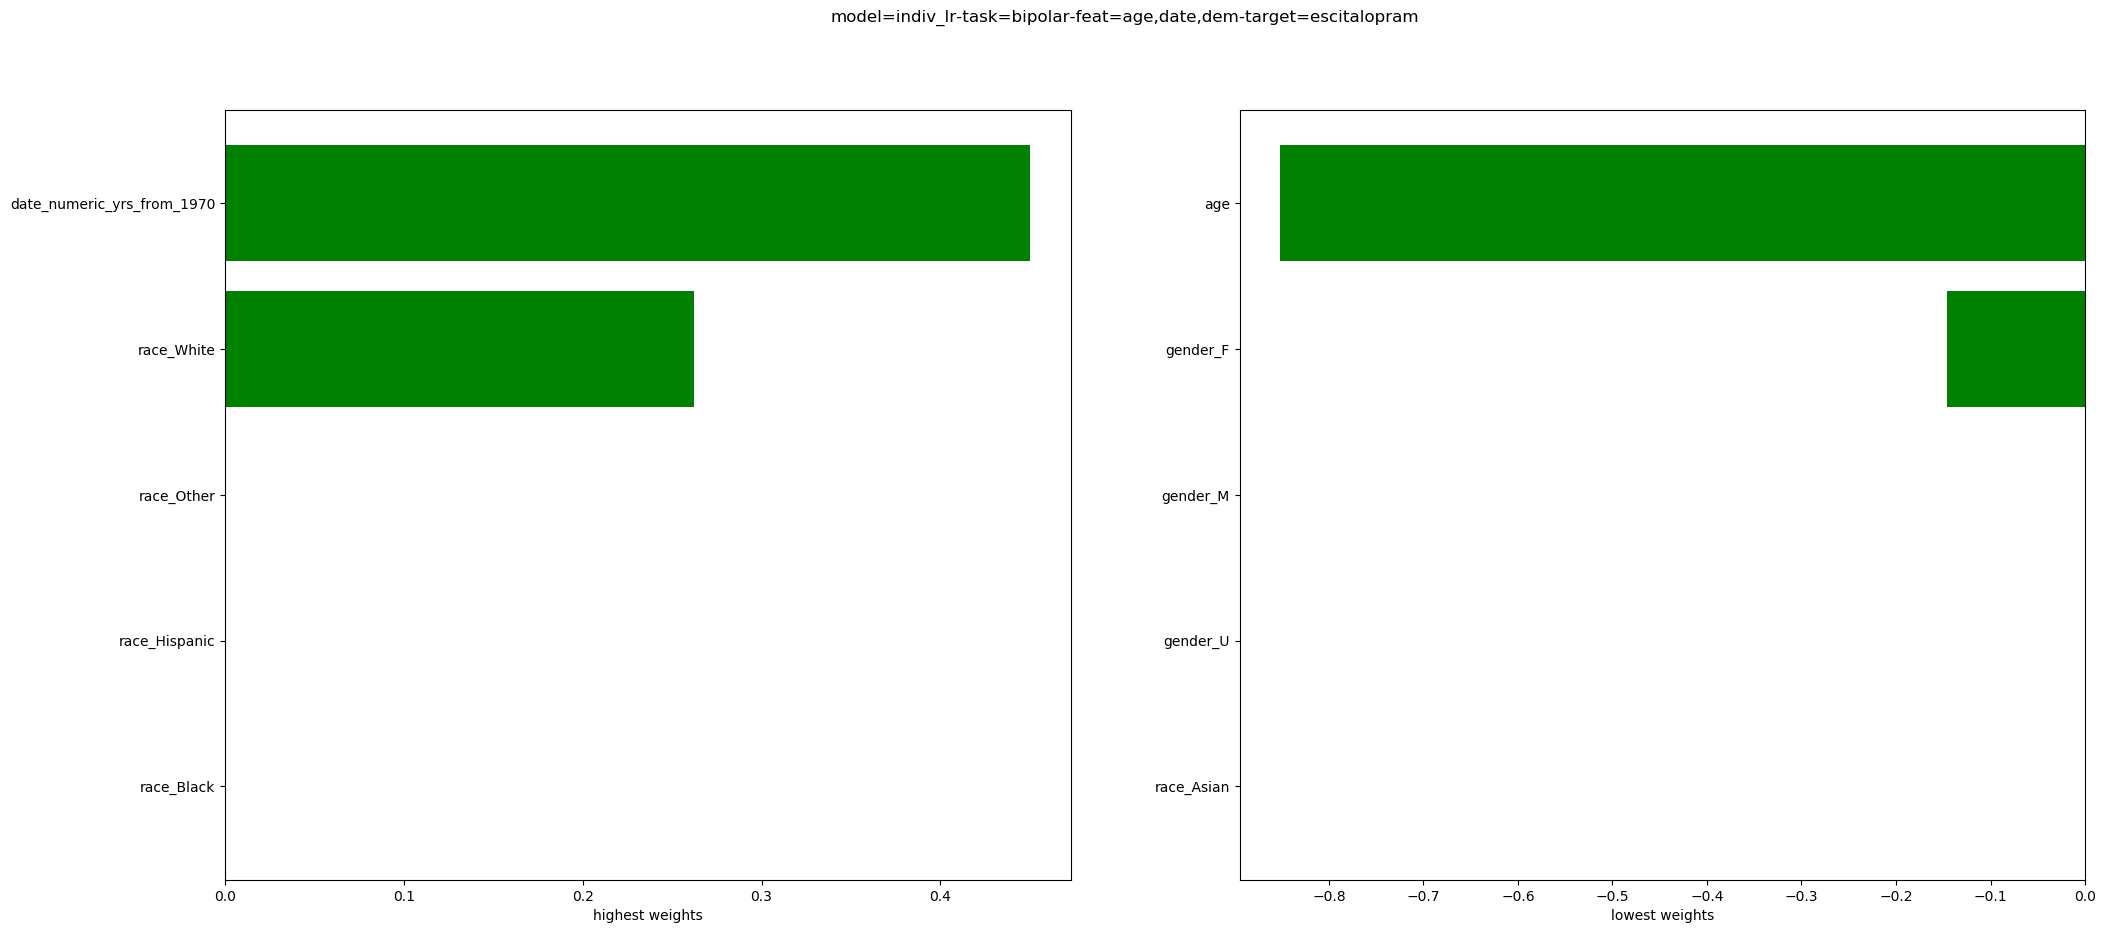 model=indiv_lr-task=bipolar-feat=age,date,dem-target=escitalopram
date_numeric_yrs_from_1970
race_White
race_Other
race_Hispanic
race_Black
0.0 0.1 0.2 0.3 0.4
highest weights
age
gender_F
gender_M
gender_U
race_Asian
−0.8 −0.7 −0.6 −0.5 −0.4 −0.3 −0.2 −0.1 0.0
lowest weights